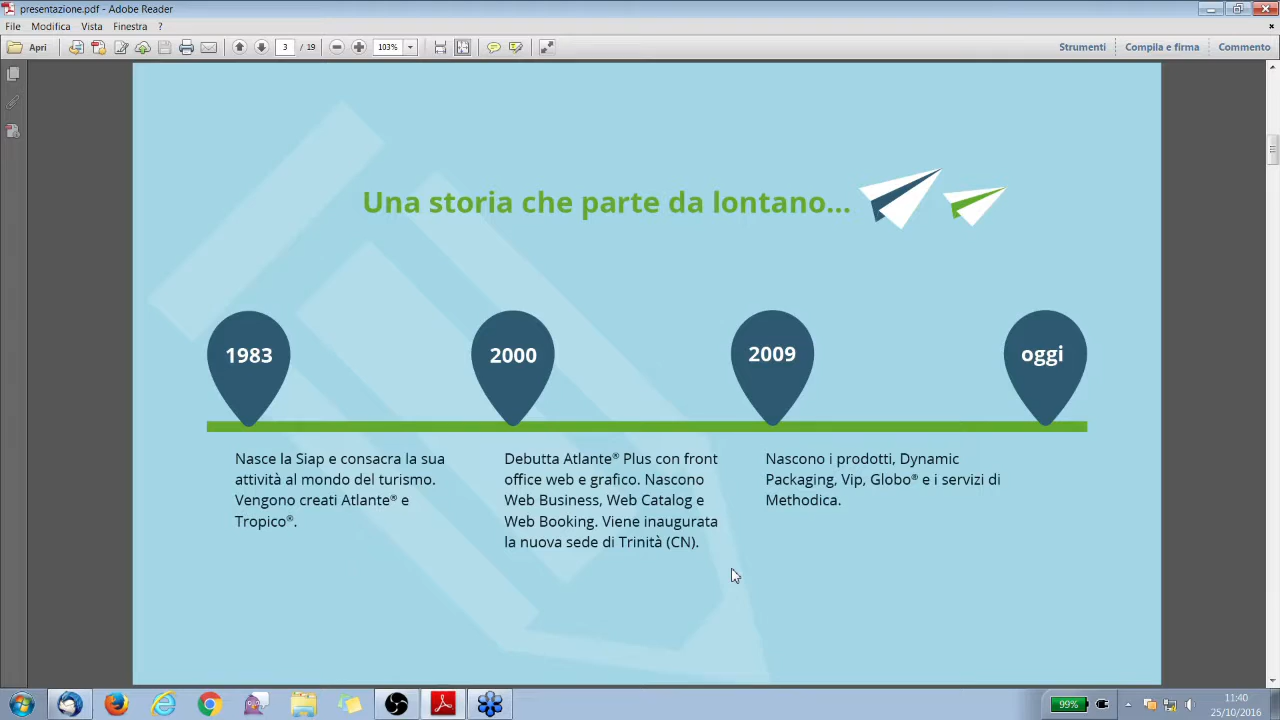 presentazione.pdf - Adobe Reader
File Modifica Vista Finestra ?
Apri 3 / 19 103% Strumenti Compila e firma Commento
Una storia che parte da lontano...
1983 2000 2009 oggi
Nasce la Siap e consacra la sua
attività al mondo del turismo.
Vengono creati Atlante® e
Tropico®.
Debutta Atlante® Plus con front
office web e grafico. Nascono
Web Business, Web Catalog e
Web Booking. Viene inaugurata
la nuova sede di Trinità (CN).
Nascono i prodotti, Dynamic
Packaging, Vip, Globo® e i servizi di
Methodica.
99%
11:40
25/10/2016